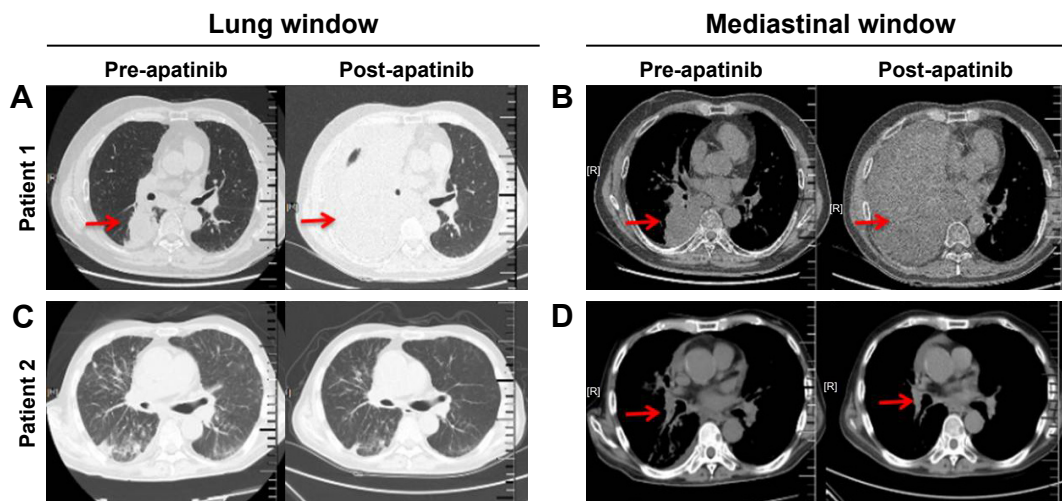 Lung window
Mediastinal window
Pre-apatinib
Post-apatinib
Pre-apatinib
Post-apatinib
A
B
Patient 1
[R]
[R]
C
D
Patient 2
[R]
[R]